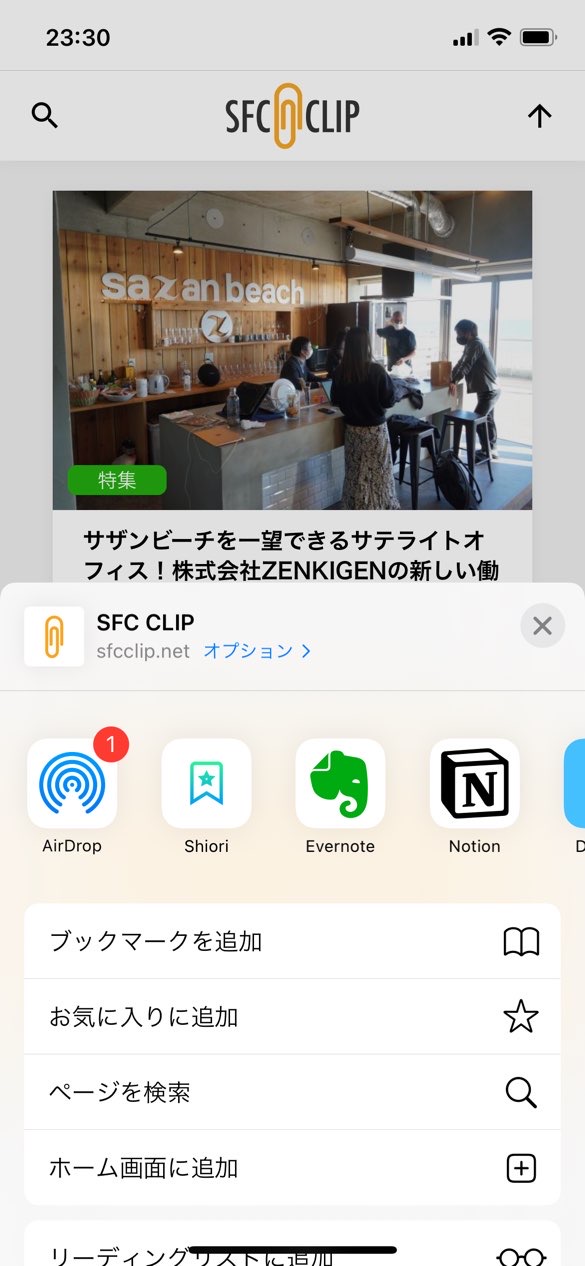 23:30
SFC CLIP
sazan beach
Z
特集
サザンビーチを一望できるサテライトオ
フィス！株式会社ZENKIGENの新しい働
SFC CLIP
sfcclip.net オプション
1
AirDrop Shiori Evernote Notion D
ブックマークを追加
お気に入りに追加
ページを検索
ホーム画面に追加
リーディングリストに追加